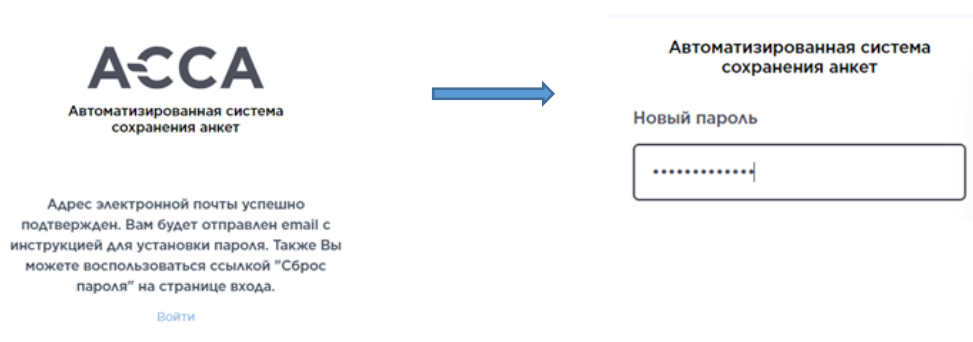 АССА
Автоматизированная система
сохранения анкет
Адрес электронной почты успешно
подтвержден. Вам будет отправлен email с
инструкцией для установки пароля. Также Вы
можете воспользоваться ссылкой "Сброс
пароля" на странице входа.
Войти
Автоматизированная система
сохранения анкет
Новый пароль
•••••••••••••